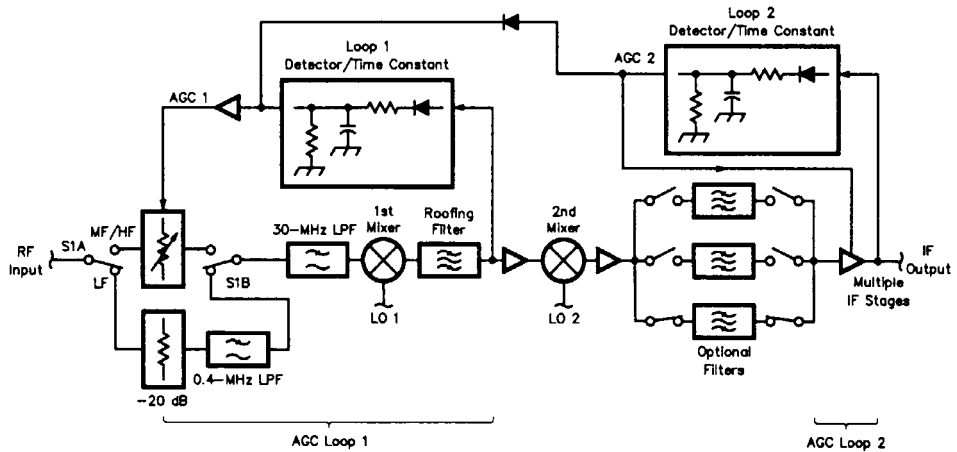 Loop 2
Detector/Time Constant
Loop 1
Detector/Time Constant
AGC 2
AGC 1
RF
Input
S1A
MF/HF
LF
S1B
30-MHz LPF
1st
Mixer
Roofing
Filter
2nd
Mixer
LO 1
LO 2
IF
Output
Multiple
IF Stages
Optional
Filters
-20 dB
0.4-MHz LPF
AGC Loop 1
AGC Loop 2